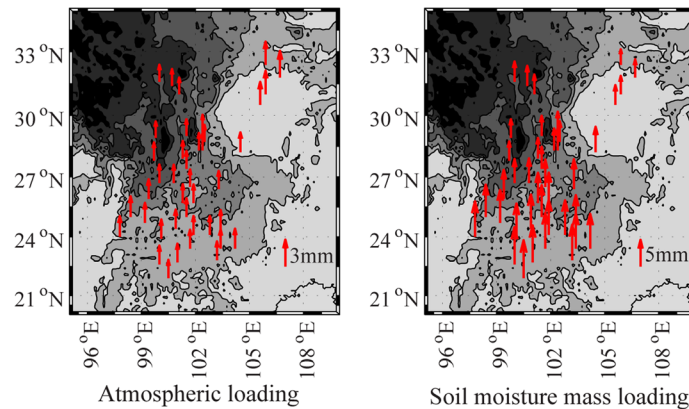 33 °N
30 °N
27 °N
24 °N
21 °N
3mm
96 °E
99 °E
102 °E
105 °E
108 °E
Atmospheric loading
33 °N
30 °N
27 °N
24 °N
21 °N
5mm
96 °E
99 °E
102 °E
105 °E
108 °E
Soil moisture mass loading